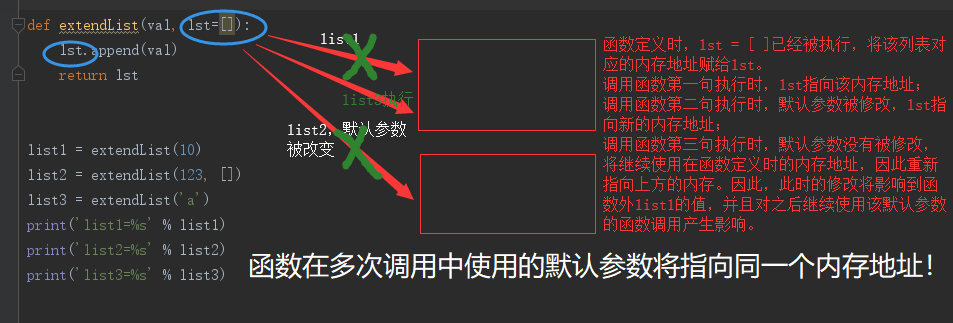 def extendList(val, lst=[]):
lst.append(val)
return lst
list1 = extendList(10)
list2 = extendList(123, [])
list3 = extendList('a')
print('list1=%s' % list1)
print('list2=%s' % list2)
print('list3=%s' % list3)
list1
list3执行
list2，默认参数
被改变
函数定义时，lst = [ ]已经被执行，将该列表对
应的内存地址赋给lst。
调用函数第一句执行时，lst指向该内存地址；
调用函数第二句执行时，默认参数被修改，lst指
向新的内存地址；
调用函数第三句执行时，默认参数没有被修改，
将继续使用在函数定义时的内存地址，因此重新
指向上方的内存。因此，此时的修改将影响到函
数外list1的值，并且对之后继续使用该默认参数
的函数调用产生影响。
函数在多次调用中使用的默认参数将指向同一个内存地址！